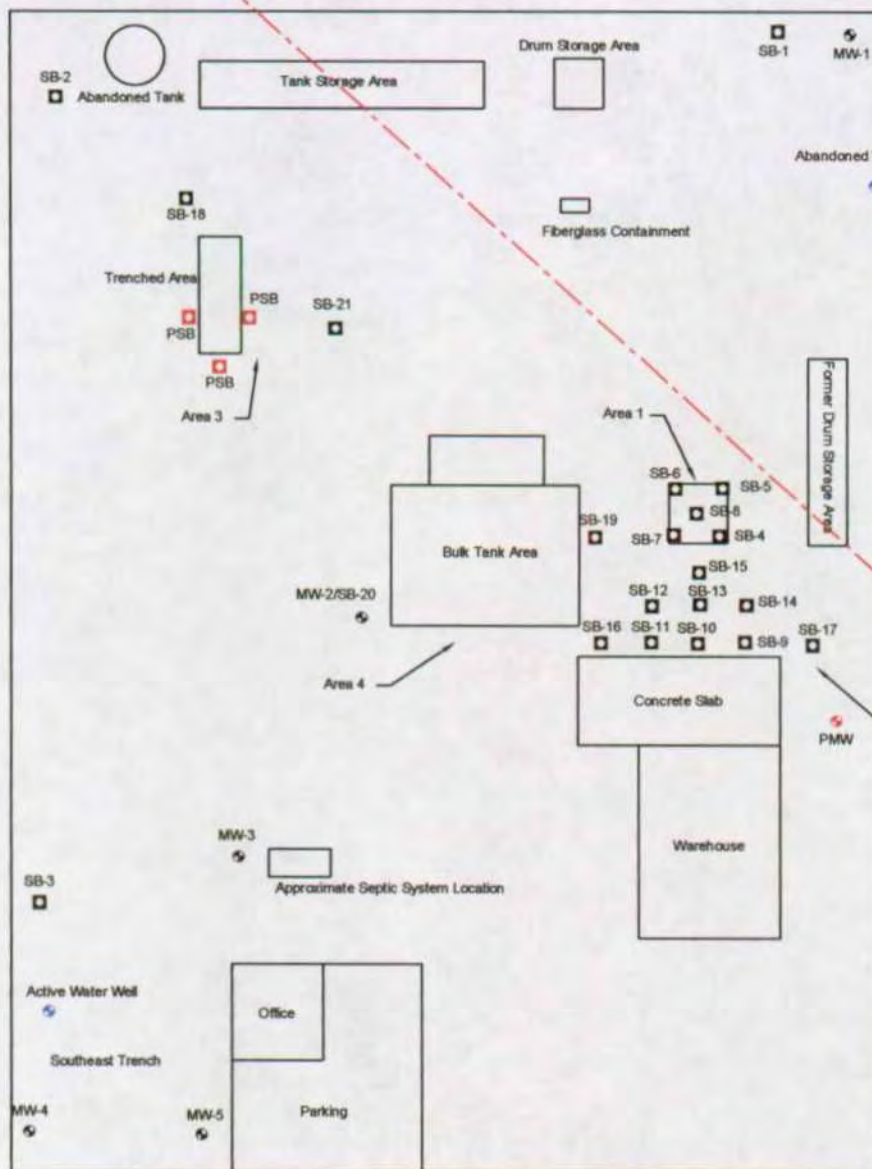 Drum Storage Area
SB-1
MW-1
SB-2
Abandoned Tank
Tank Storage Area
Abandoned
SB-18
Fiberglass Containment
Trenched Area
PSB
PSB
SB-21
PSB
Area 3
Area 1
Former Drum Storage Area
SB-6
SB-5
SB-8
SB-19
SB-7
SB-4
Bulk Tank Area
SB-15
MW-2/SB-20
SB-12
SB-13
SB-14
SB-16
SB-11
SB-10
SB-9
SB-17
Area 4
Concrete Slab
PMW
MW-3
Warehouse
SB-3
Approximate Septic System Location
Active Water Well
Office
Southeast Trench
MW-4
MW-5
Parking